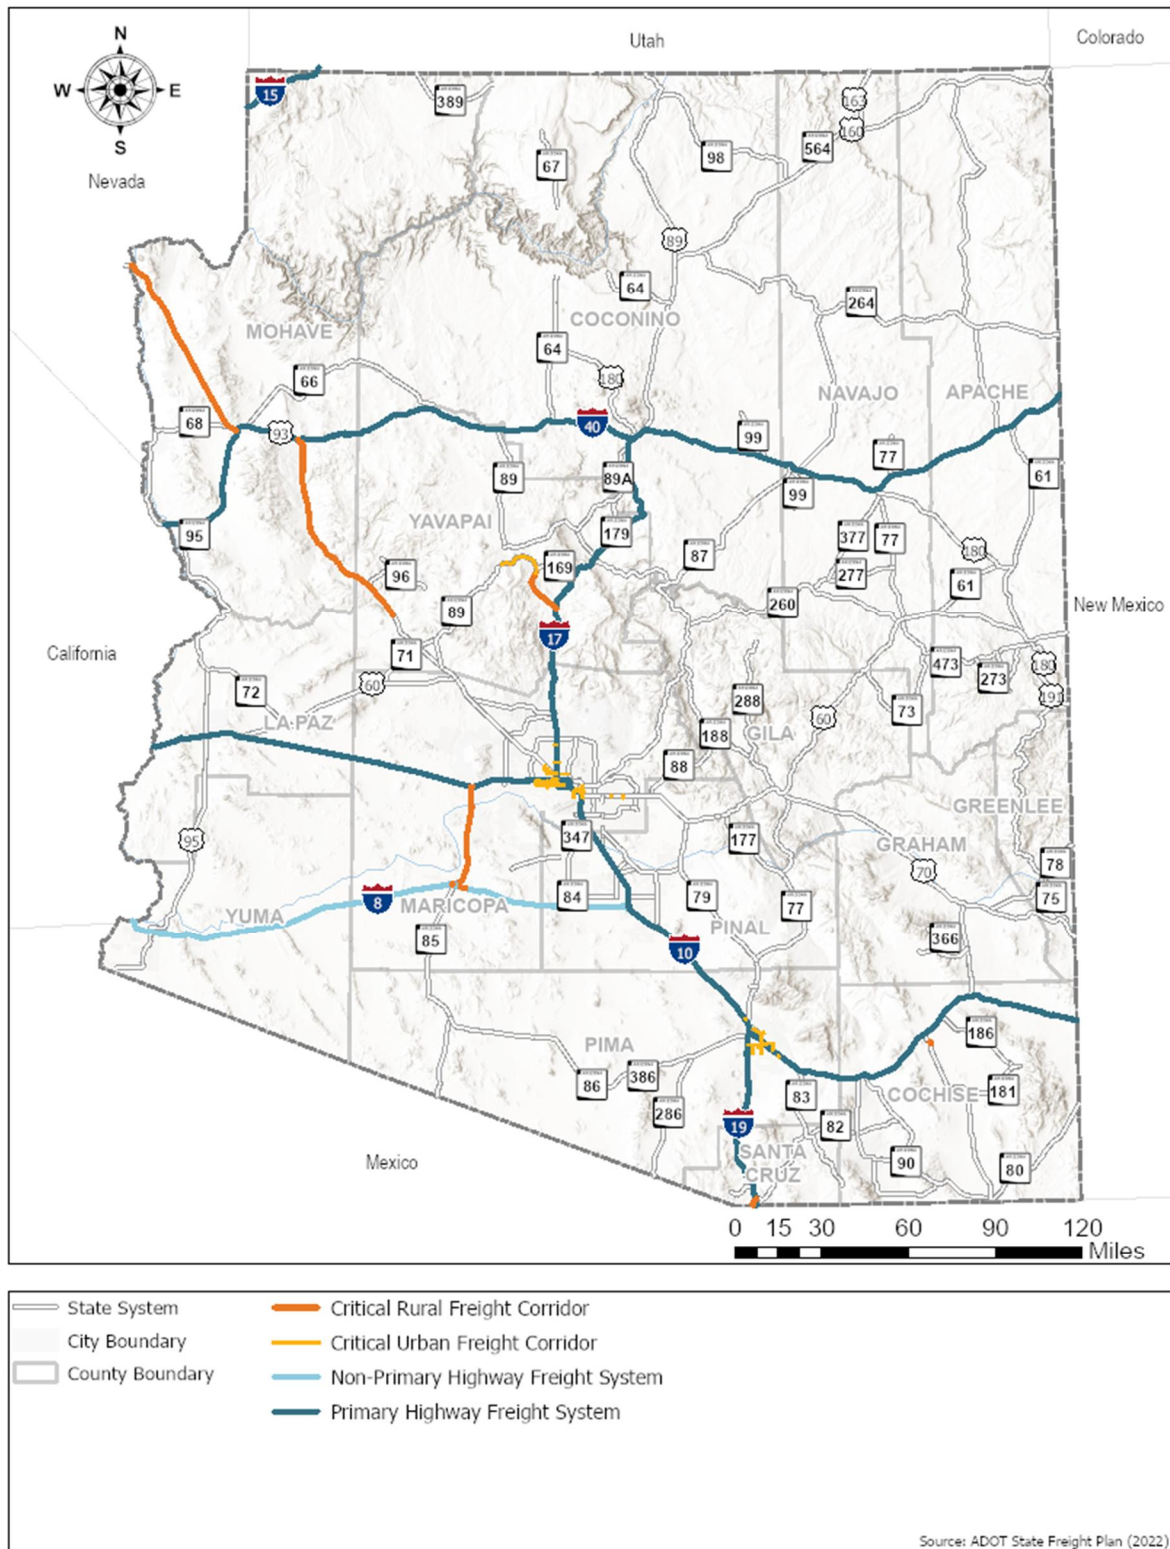 Utah
Colorado
N
W
E
S
Nevada
15
389
163
160
67
98
564
89
64
264
MOHAVE
COCONINO
64
66
180
NAVAJO
APACHE
68
93
40
99
77
89
89A
99
61
95
YAVAPAI
179
377
77
87
180
169
96
277
61
89
260
New Mexico
17
California
71
473
180
60
273
72
288
191
73
LA PAZ
188
GILA
60
88
GREENLEE
95
347
177
GRAHAM
78
70
8
84
79
75
YUMA
MARICOPA
77
PINAL
85
366
10
PIMA
186
86
386
83
COCHISE
181
286
19
82
SANTA
CRUZ
Mexico
90
80
0 15 30 60 90 120
Miles
State System
Critical Rural Freight Corridor
City Boundary
Critical Urban Freight Corridor
County Boundary
Non-Primary Highway Freight System
Primary Highway Freight System
Source: ADOT State Freight Plan (2022)